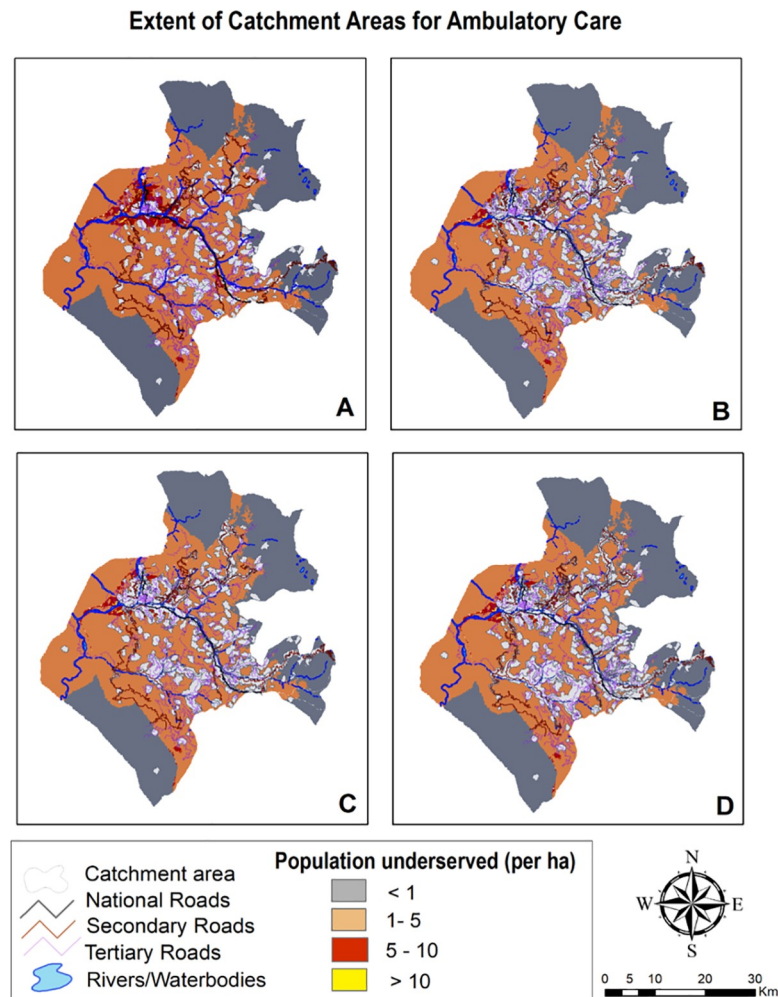 Extent of Catchment Areas for Ambulatory Care
A
B
C
D
Catchment area
National Roads
Secondary Roads
Tertiary Roads
Rivers/Waterbodies
Population underserved (per ha)
< 1
1- 5
5 - 10
> 10
N
W
E
S
0 5 10 20 30
Km